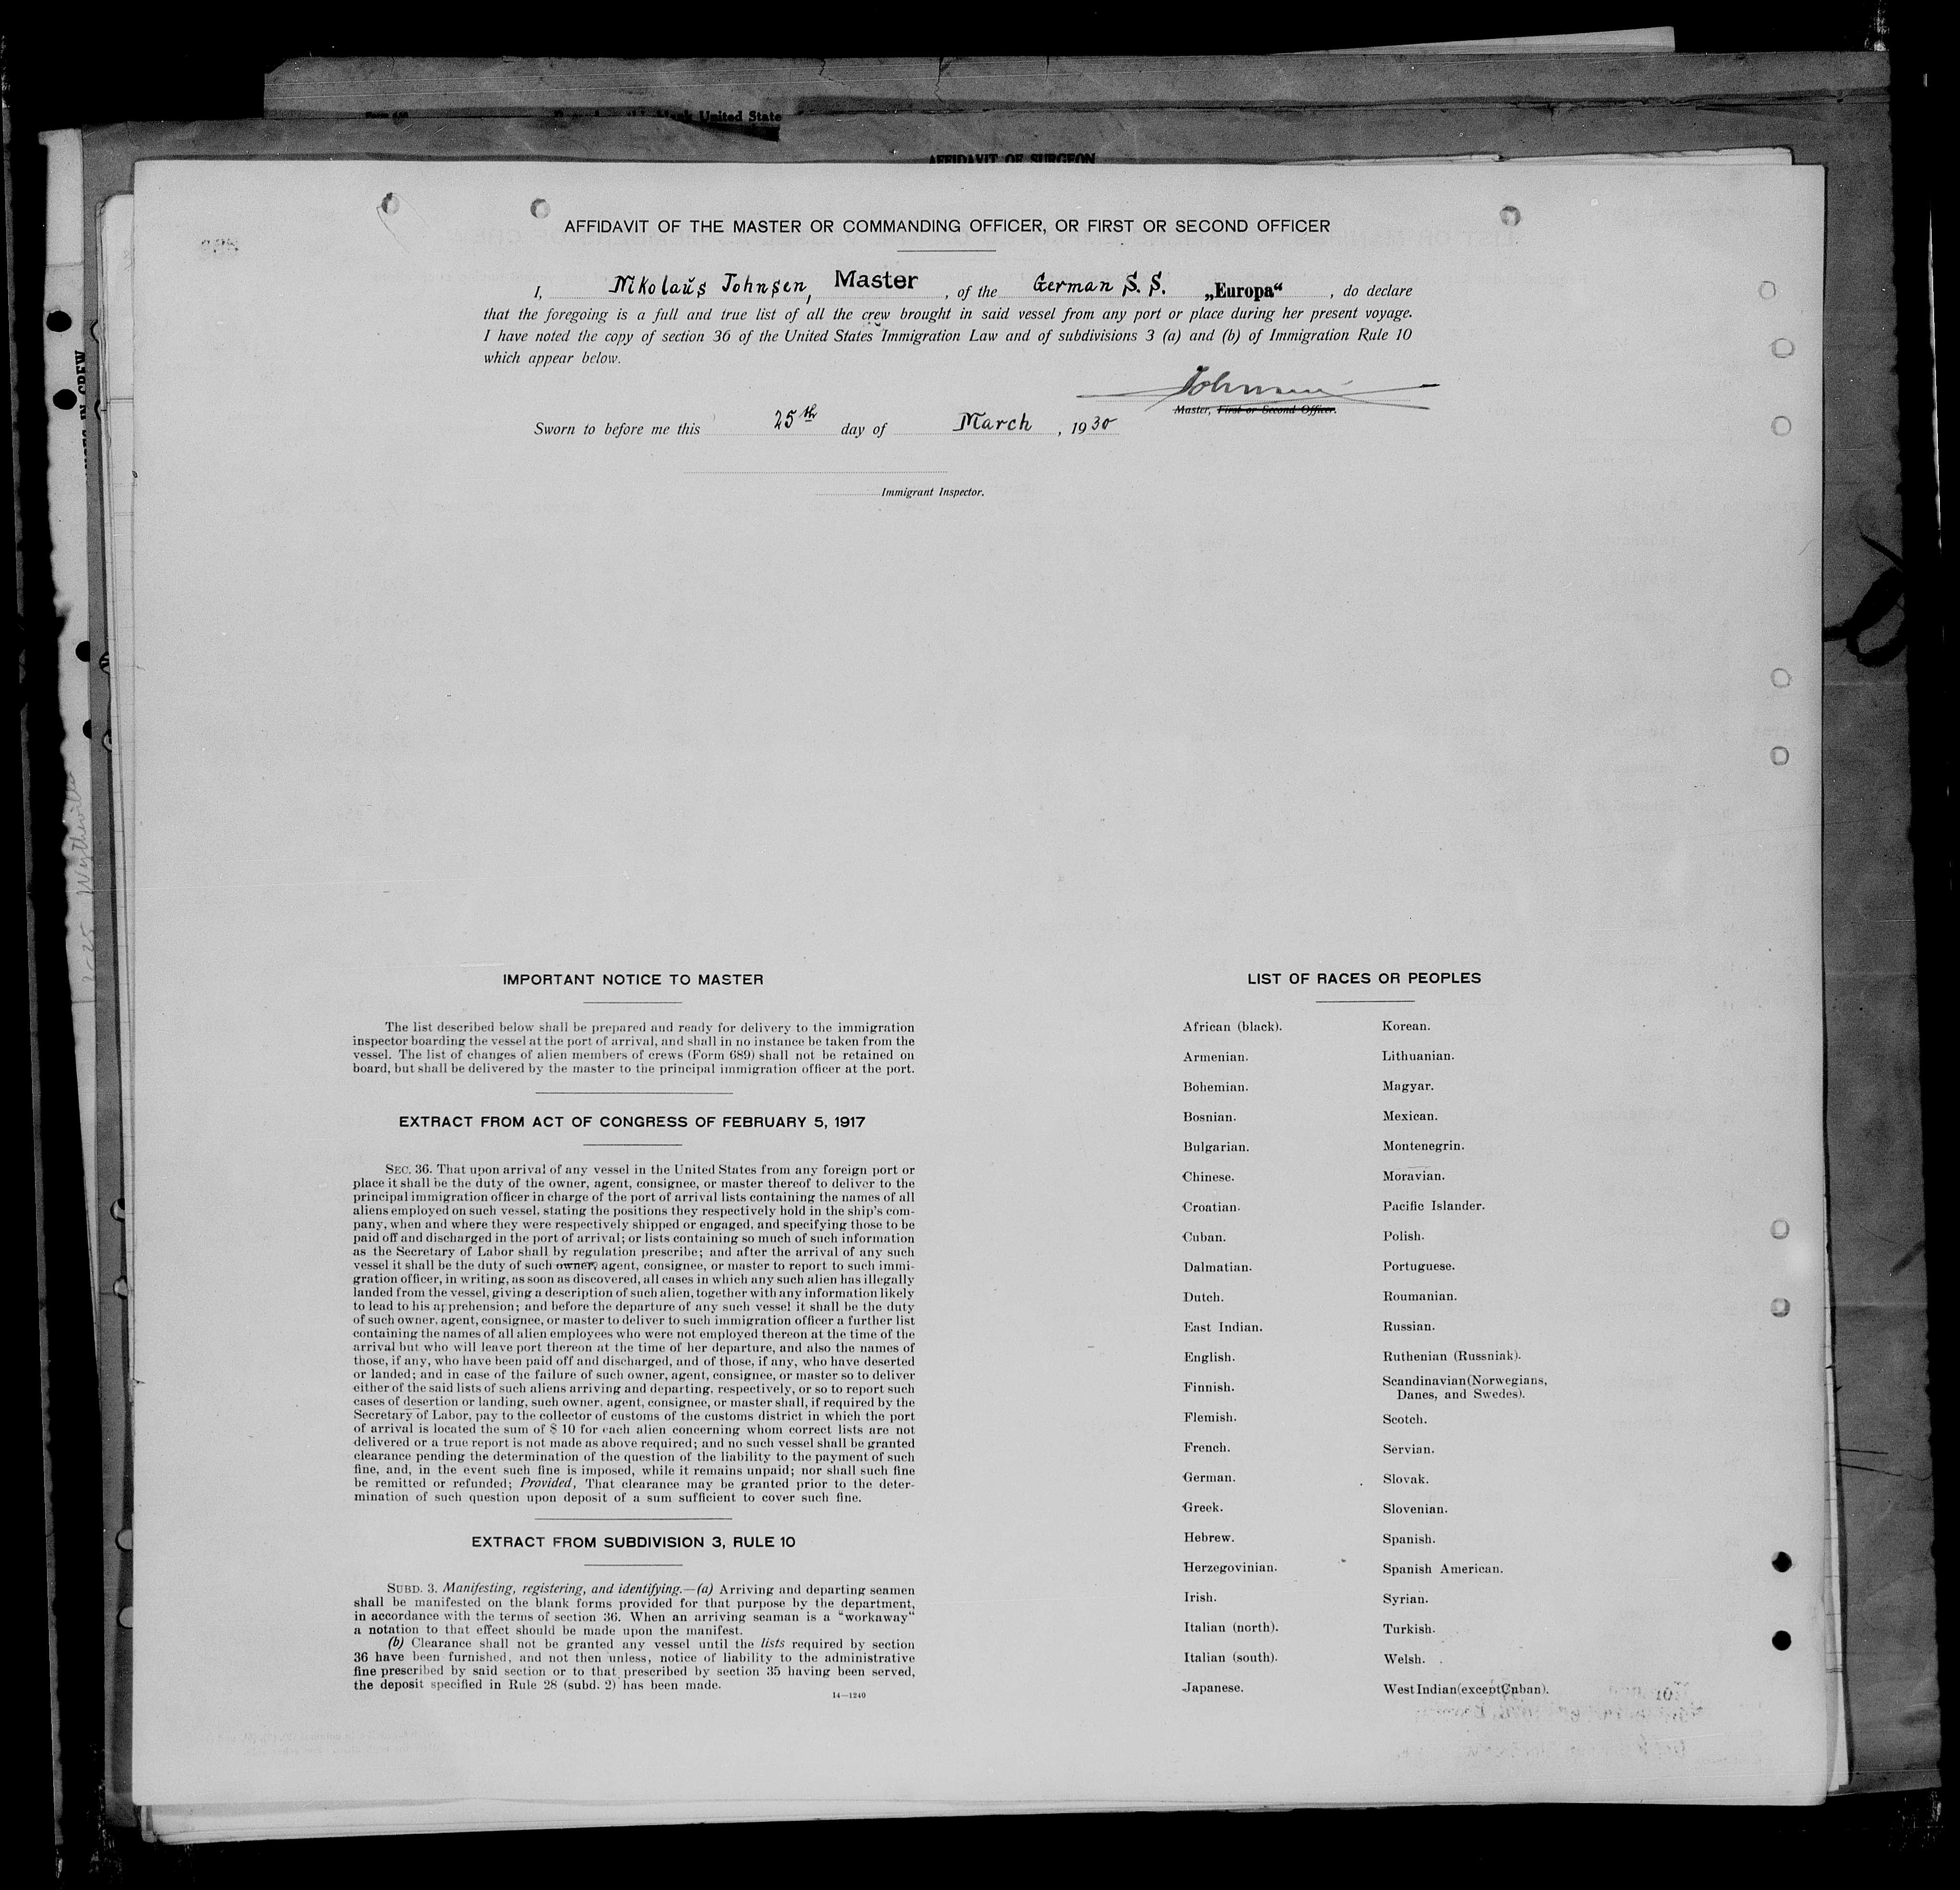 blank United State
AFFIDAVIT OF SURGEON
AFFIDAVIT OF THE MASTER OR COMMANDING OFFICER, OR FIRST OR SECOND OFFICER
I, Nikolaŭs Johnsen, Master, of the German S. S. „Europa“, do declare
that the foregoing is a full and true list of all the crew brought in said vessel from any port or place during her present voyage.
I have noted the copy of section 36 of the United States Immigration Law and of subdivisions 3 (a) and (b) of Immigration Rule 10
which appear below.
Johnsen
Master, First or Second Officer.
Sworn to before me this 25th day of March, 1930
Immigrant Inspector.
IMPORTANT NOTICE TO MASTER
The list described below shall be prepared and ready for delivery to the immigration
inspector boarding the vessel at the port of arrival, and shall in no instance be taken from the
vessel. The list of changes of alien members of crews (Form 689) shall not be retained on
board, but shall be delivered by the master to the principal immigration officer at the port.
EXTRACT FROM ACT OF CONGRESS OF FEBRUARY 5, 1917
SEC. 36. That upon arrival of any vessel in the United States from any foreign port or
place it shall be the duty of the owner, agent, consignee, or master thereof to deliver to the
principal immigration officer in charge of the port of arrival lists containing the names of all
aliens employed on such vessel, stating the positions they respectively hold in the ship's com-
pany, when and where they were respectively shipped or engaged, and specifying those to be
paid off and discharged in the port of arrival; or lists containing so much of such information
as the Secretary of Labor shall by regulation prescribe; and after the arrival of any such
vessel it shall be the duty of such owner, agent, consignee, or master to report to such immi-
gration officer, in writing, as soon as discovered, all cases in which any such alien has illegally
landed from the vessel, giving a description of such alien, together with any information likely
to lead to his apprehension; and before the departure of any such vessel it shall be the duty
of such owner, agent, consignee, or master to deliver to such immigration officer a further list
containing the names of all alien employees who were not employed thereon at the time of the
arrival but who will leave port thereon at the time of her departure, and also the names of
those, if any, who have been paid off and discharged, and of those, if any, who have deserted
or landed; and in case of the failure of such owner, agent, consignee, or master so to deliver
either of the said lists of such aliens arriving and departing, respectively, or so to report such
cases of desertion or landing, such owner, agent, consignee, or master shall, if required by the
Secretary of Labor, pay to the collector of customs of the customs district in which the port
of arrival is located the sum of $ 10 for each alien concerning whom correct lists are not
delivered or a true report is not made as above required; and no such vessel shall be granted
clearance pending the determination of the question of the liability to the payment of such
fine, and, in the event such fine is imposed, while it remains unpaid; nor shall such fine
be remitted or refunded; Provided, That clearance may be granted prior to the deter-
mination of such question upon deposit of a sum sufficient to cover such fine.
EXTRACT FROM SUBDIVISION 3, RULE 10
SUBD. 3. Manifesting, registering, and identifying.—(a) Arriving and departing seamen
shall be manifested on the blank forms provided for that purpose by the department,
in accordance with the terms of section 36. When an arriving seaman is a “workaway“
a notation to that effect should be made upon the manifest.
(b) Clearance shall not be granted any vessel until the lists required by section
36 have been furnished, and not then unless, notice of liability to the administrative
fine prescribed by said section or to that prescribed by section 35 having been served,
the deposit specified in Rule 28 (subd. 2) has been made.
14—1240
LIST OF RACES OR PEOPLES
African (black).
Armenian.
Bohemian.
Bosnian.
Bulgarian.
Chinese.
Croatian.
Cuban.
Dalmatian.
Dutch.
East Indian.
English.
Finnish.
Flemish.
French.
German.
Greek.
Hebrew.
Herzegovinian.
Irish.
Italian (north).
Italian (south).
Japanese.
Korean.
Lithuanian.
Magyar.
Mexican.
Montenegrin.
Moravian.
Pacific Islander.
Polish.
Portuguese.
Roumanian.
Russian.
Ruthenian (Russniak).
Scandinavian(Norwegians,
Danes, and Swedes).
Scotch.
Servian.
Slovak.
Slovenian.
Spanish.
Spanish American.
Syrian.
Turkish.
Welsh.
West Indian(except Cuban).